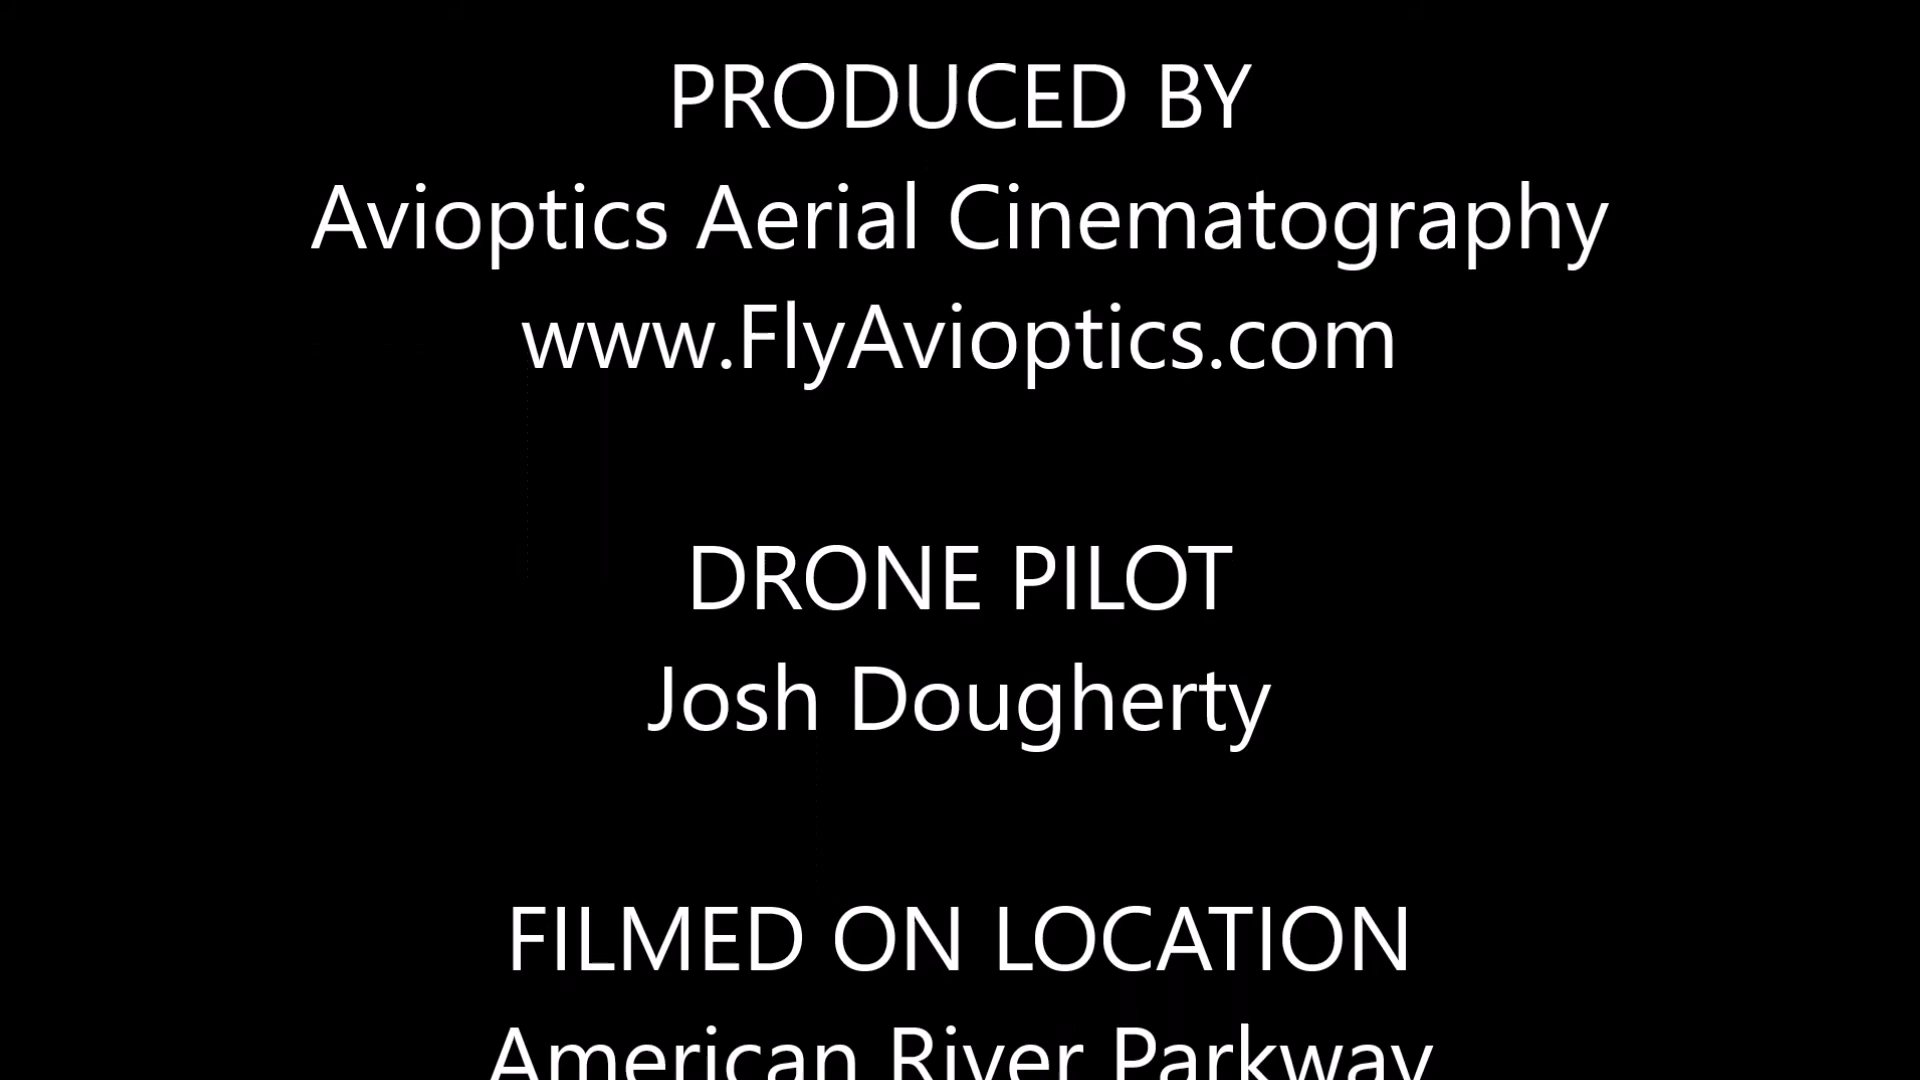 PRODUCED BY
Avioptics Aerial Cinematography
www.FlyAvioptics.com
DRONE PILOT
Josh Dougherty
FILMED ON LOCATION
American River Parkway